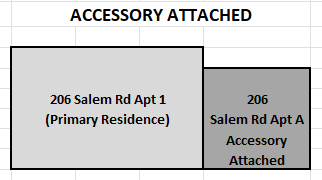 ACCESSORY ATTACHED
206 Salem Rd Apt 1
(Primary Residence)
206
Salem Rd Apt A
Accessory
Attached